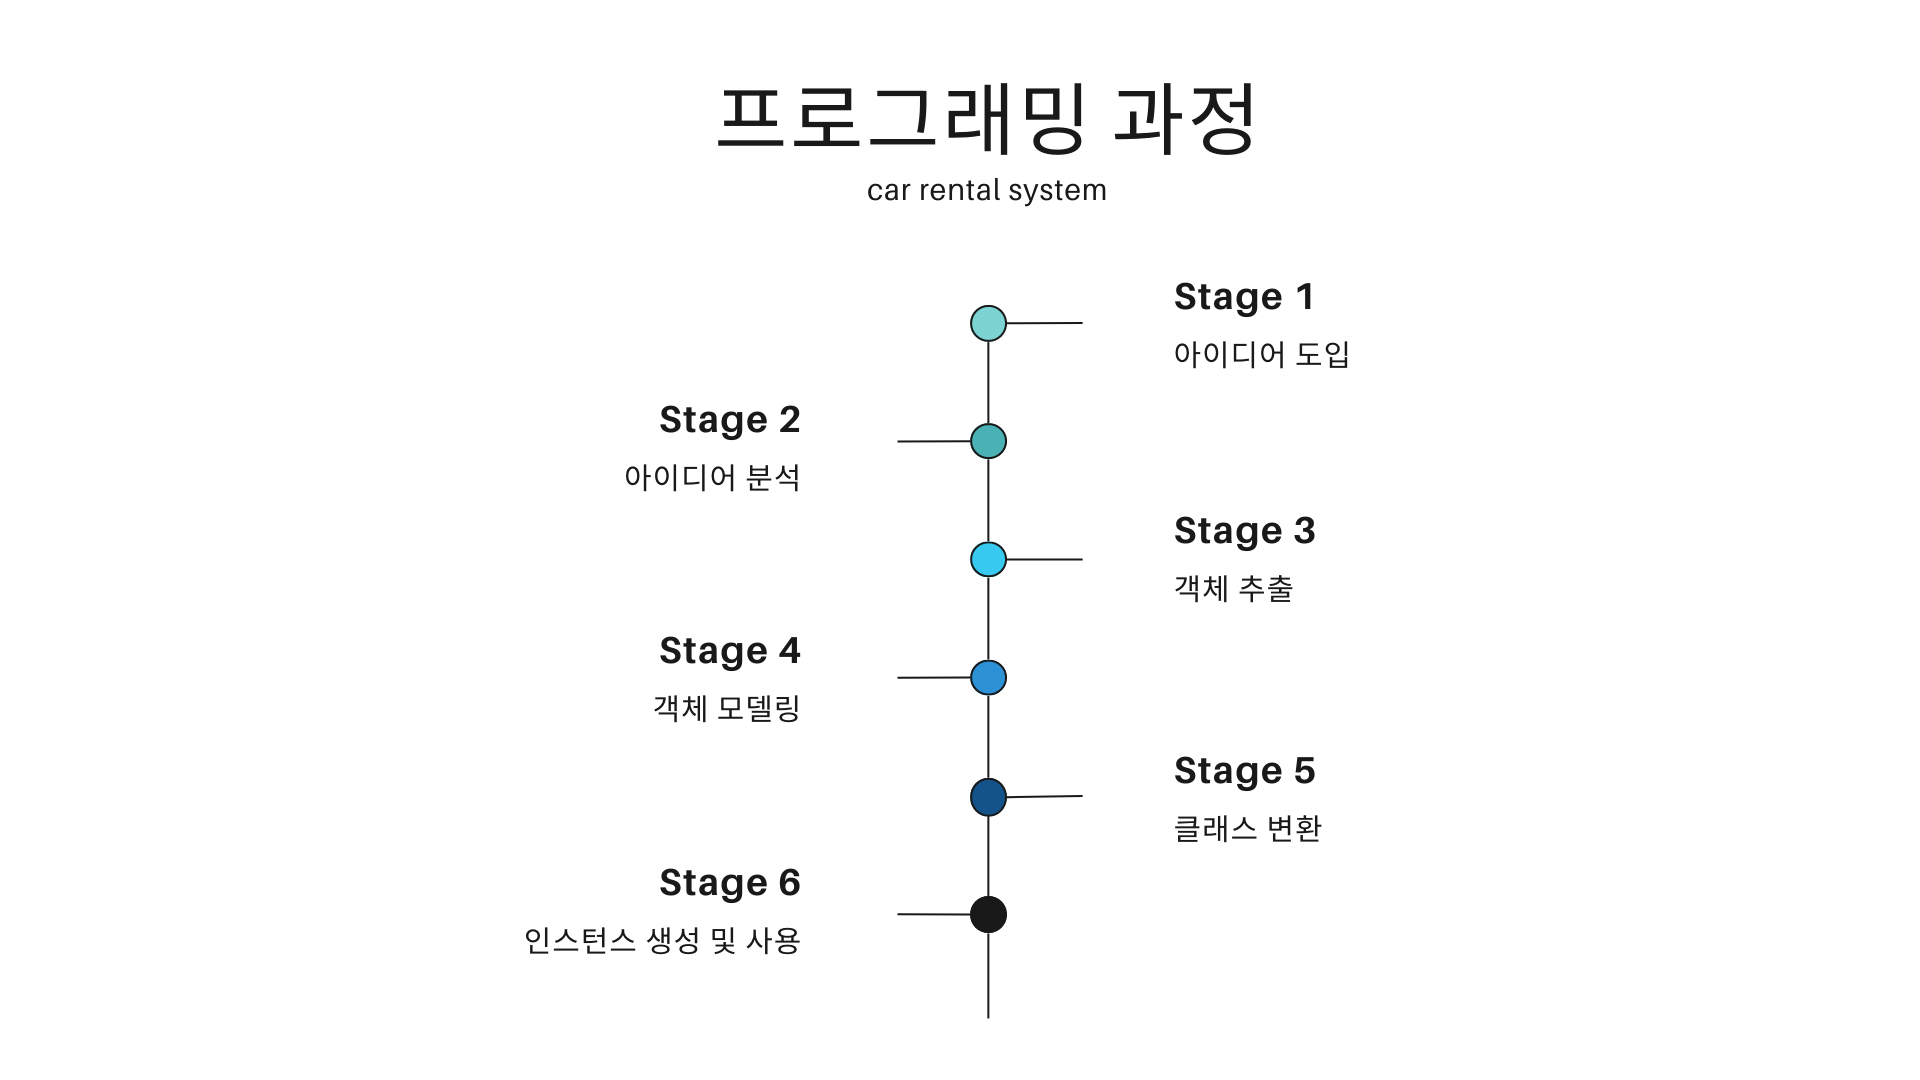 프로그래밍 과정
car rental system
Stage 1
아이디어 도입
Stage 2
아이디어 분석
Stage 3
객체 추출
Stage 4
객체 모델링
Stage 5
클래스 변환
Stage 6
인스턴스 생성 및 사용